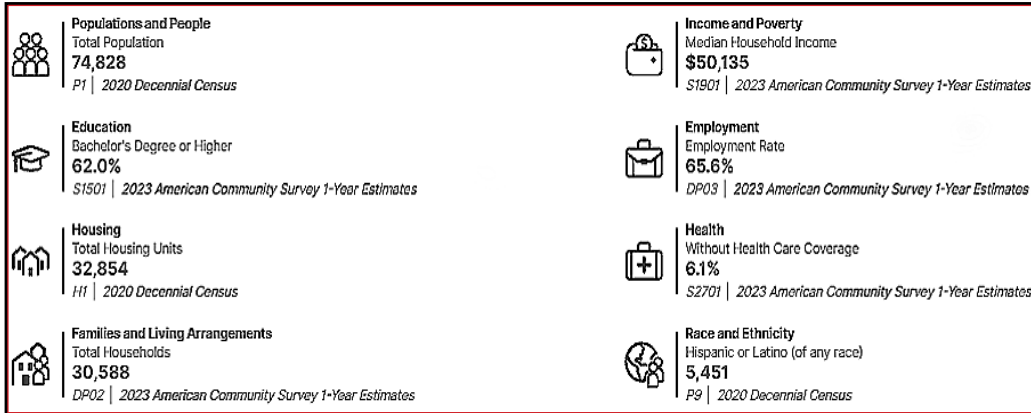 Populations and People
Total Population
74,828
P1 | 2020 Decennial Census
Education
Bachelor's Degree or Higher
62.0%
S1501 | 2023 American Community Survey 1-Year Estimates
Housing
Total Housing Units
32,854
H1 | 2020 Decennial Census
Families and Living Arrangements
Total Households
30,588
DP02 | 2023 American Community Survey 1-Year Estimates
Income and Poverty
Median Household Income
$50,135
S1901 | 2023 American Community Survey 1-Year Estimates
Employment
Employment Rate
65.6%
DP03 | 2023 American Community Survey 1-Year Estimates
Health
Without Health Care Coverage
6.1%
S2701 | 2023 American Community Survey 1-Year Estimates
Race and Ethnicity
Hispanic or Latino (of any race)
5,451
P9 | 2020 Decennial Census